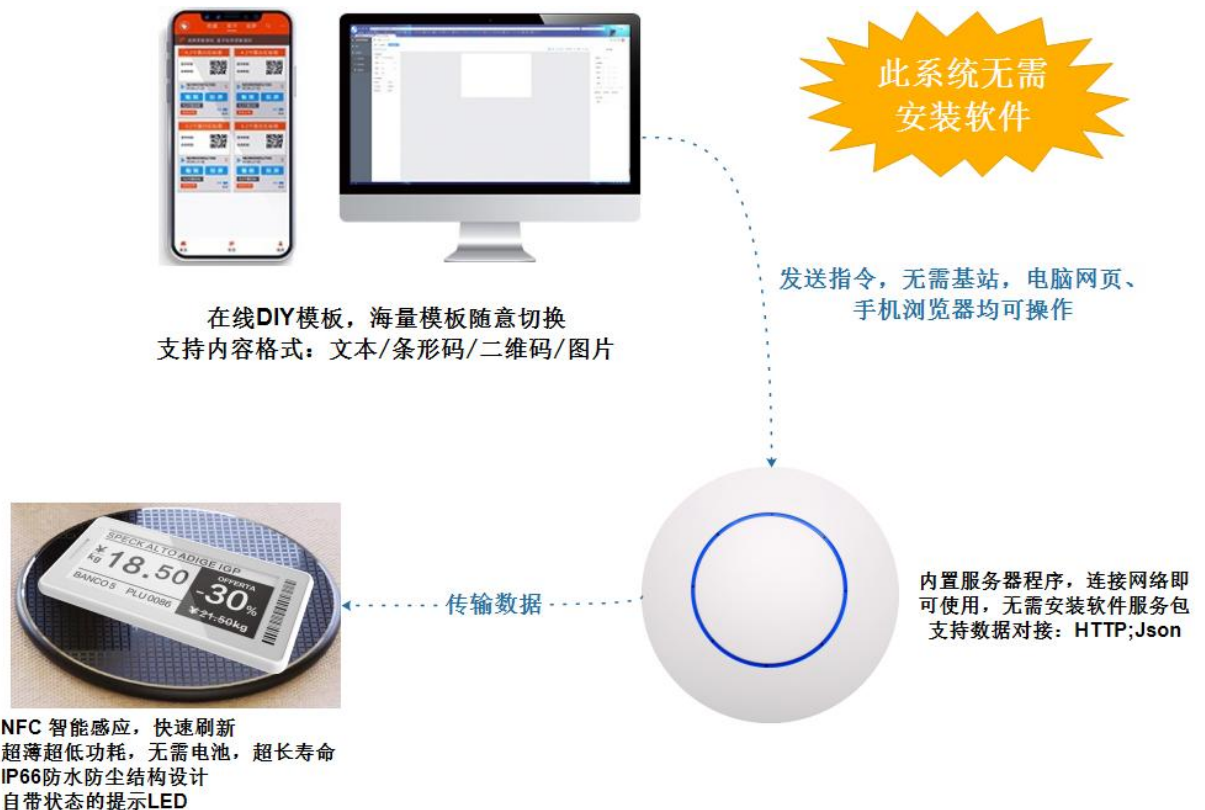 此系统无需
安装软件
发送指令，无需基站，电脑网页、
手机浏览器均可操作
在线DIY模板，海量模板随意切换
支持内容格式：文本/条形码/二维码/图片
SPECK ALTO ADIGE IGP
¥
kg
18.50
OFFERTA
-30%
¥21.50kg
BANCO 5 PLU 0086
传输数据
内置服务器程序，连接网络即
可使用，无需安装软件服务包
支持数据对接：HTTP;Json
NFC 智能感应，快速刷新
超薄超低功耗，无需电池，超长寿命
IP66防水防尘结构设计
自带状态的提示LED